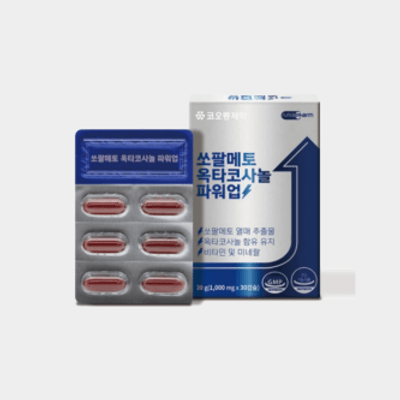 쏘팔메토 옥타코사놀 파워업
코오롱제약
쏘팔메토
옥타코사놀
파워업
쏘팔메토 열매 추출물
옥타코사놀 함유 유지
비타민 및 미네랄
30 g(1,000 mg x 30캡슐)
GMP